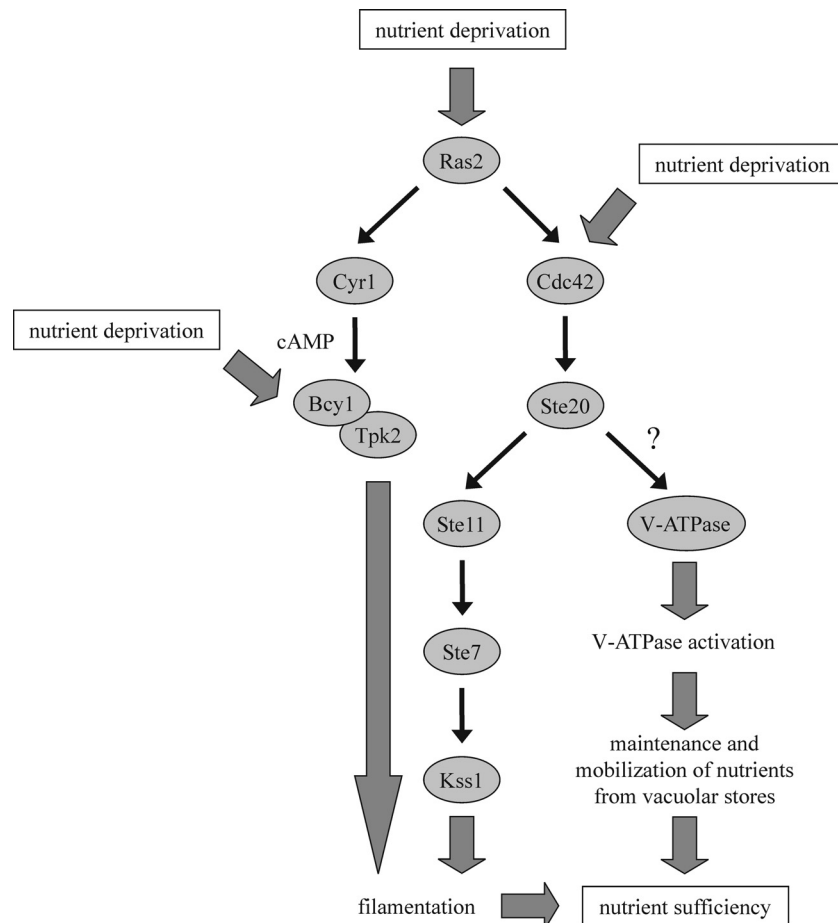 nutrient deprivation
Ras2
nutrient deprivation
Cyr1
Cdc42
nutrient deprivation
cAMP
Bcy1
Tpk2
Ste20
?
Ste11
V-ATPase
Ste7
V-ATPase activation
Kss1
maintenance and
mobilization of nutrients
from vacuolar stores
filamentation
nutrient sufficiency